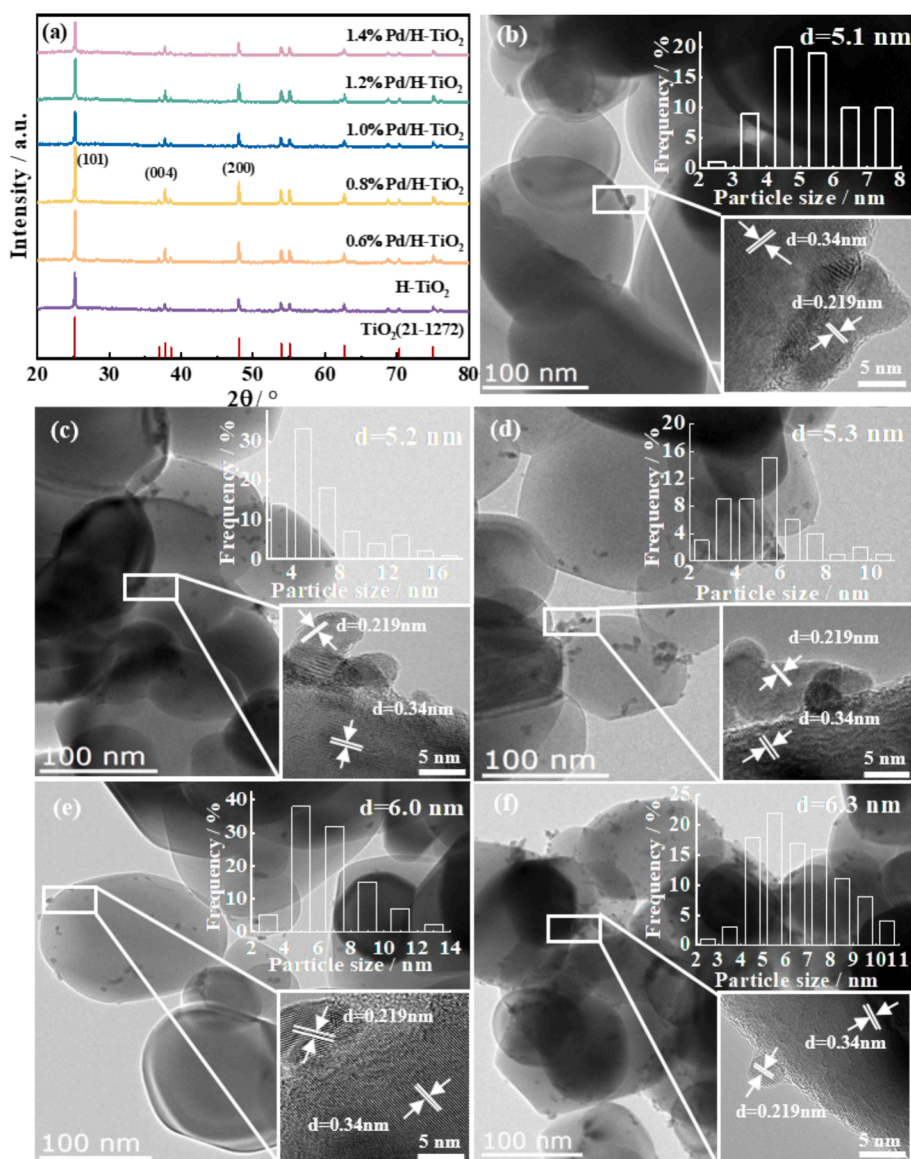 (a)
1.4% Pd/H-TiO2
1.2% Pd/H-TiO2
1.0% Pd/H-TiO2
(101)
(004)
(200)
0.8% Pd/H-TiO2
0.6% Pd/H-TiO2
H-TiO2
TiO2(21-1272)
Intensity / a.u.
20 30 40 50 60 70 80
2θ / °
(b)
d=5.1 nm
Frequency / %
20
15
10
5
0
2 3 4 5 6 7 8
Particle size / nm
d=0.34nm
d=0.219nm
5 nm
100 nm
(c)
d=5.2 nm
Frequency / %
30
20
10
0
4 8 12 16
Particle size / nm
d=0.219nm
d=0.34nm
5 nm
100 nm
(d)
d=5.3 nm
Frequency / %
20
16
12
8
4
0
2 4 6 8 10
Particle size / nm
d=0.219nm
d=0.34nm
5 nm
100 nm
(e)
d=6.0 nm
Frequency / %
40
30
20
10
0
2 4 6 8 10 12 14
Particle size / nm
d=0.219nm
d=0.34nm
5 nm
100 nm
(f)
d=6.3 nm
Frequency / %
25
20
15
10
5
0
2 3 4 5 6 7 8 9 10 11
Particle size / nm
d=0.34nm
d=0.219nm
5 nm
100 nm